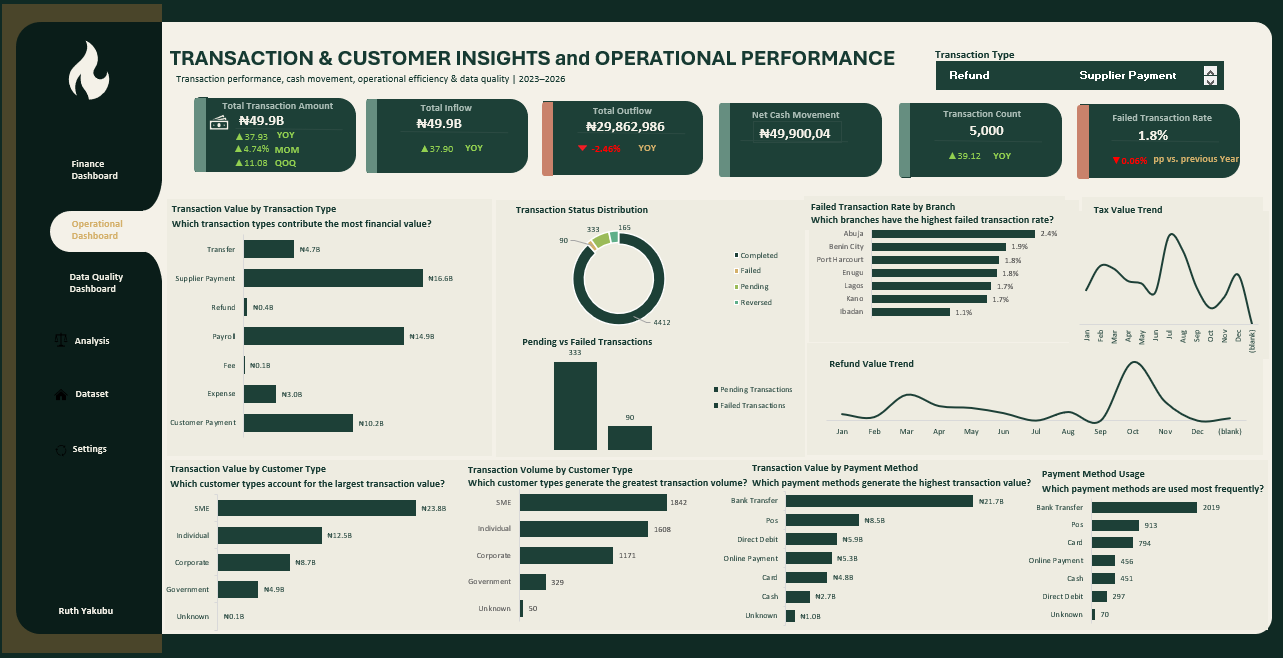 TRANSACTION & CUSTOMER INSIGHTS and OPERATIONAL PERFORMANCE
Transaction performance, cash movement, operational efficiency & data quality | 2023–2026
Transaction Type
Refund
Supplier Payment
Finance
Dashboard
Operational
Dashboard
Data Quality
Dashboard
Analysis
Dataset
Settings
Ruth Yakubu
Total Transaction Amount
₦49.9B
▲37.93 YOY
▲4.74% MOM
▲11.08 QOQ
Total Inflow
₦49.9B
▲37.90 YOY
Total Outflow
₦29,862,986
▼ -2.46% YOY
Net Cash Movement
₦49,900,04
Transaction Count
5,000
▲39.12 YOY
Failed Transaction Rate
1.8%
▼0.08% pp vs. previous Year
Transaction Value by Transaction Type
Which transaction types contribute the most financial value?
Transfer ₦4.7B
Supplier Payment ₦16.6B
Refund ₦0.4B
Payroll ₦14.9B
Fee ₦0.1B
Expense ₦3.0B
Customer Payment ₦10.2B
Transaction Status Distribution
90
333
165
4412
Completed
Failed
Pending
Reversed
Pending vs Failed Transactions
333
90
Pending Transactions
Failed Transactions
Failed Transaction Rate by Branch
Which branches have the highest failed transaction rate?
Abuja 2.4%
Benin City 1.9%
Port Harcourt 1.8%
Enugu 1.8%
Lagos 1.7%
Kano 1.7%
Ibadan 1.1%
Tax Value Trend
Jan Feb Mar Apr May Jun Jul Aug Sep Oct Nov Dec (blank)
Refund Value Trend
Jan Feb Mar Apr May Jun Jul Aug Sep Oct Nov Dec (blank)
Transaction Value by Customer Type
Which customer types account for the largest transaction value?
SME ₦23.8B
Individual ₦12.5B
Corporate ₦8.7B
Government ₦4.9B
Unknown ₦0.1B
Transaction Volume by Customer Type
Which customer types generate the greatest transaction volume?
SME 1842
Individual 1608
Corporate 1171
Government 329
Unknown 50
Transaction Value by Payment Method
Which payment methods generate the highest transaction value?
Bank Transfer ₦21.7B
Pos ₦8.5B
Direct Debit ₦5.9B
Online Payment ₦5.3B
Card ₦4.8B
Cash ₦2.7B
Unknown ₦1.0B
Payment Method Usage
Which payment methods are used most frequently?
Bank Transfer 2019
Pos 913
Card 794
Online Payment 456
Cash 451
Direct Debit 297
Unknown 70